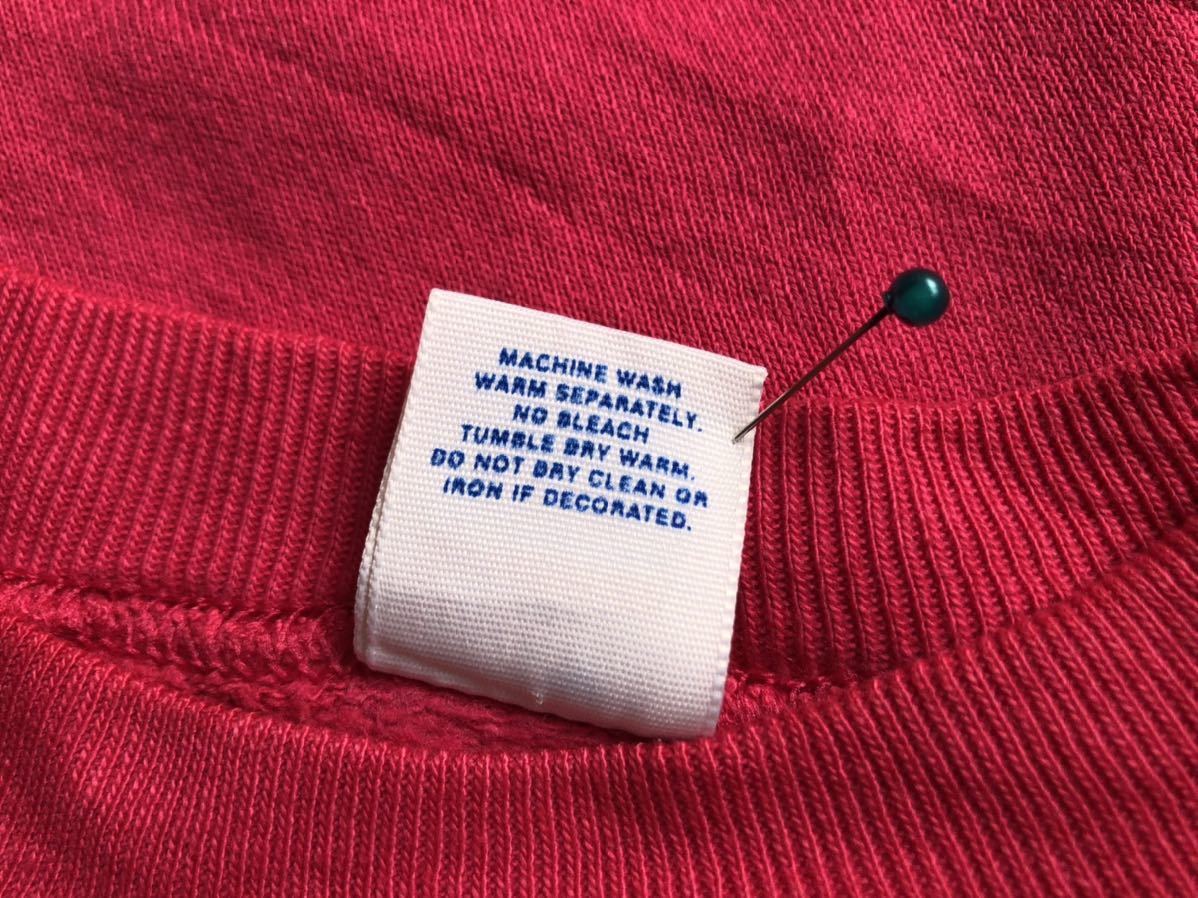 MACHINE WASH
WARM SEPARATELY.
NO BLEACH
TUMBLE DRY WARM.
DO NOT DRY CLEAN OR
IRON IF DECORATED.